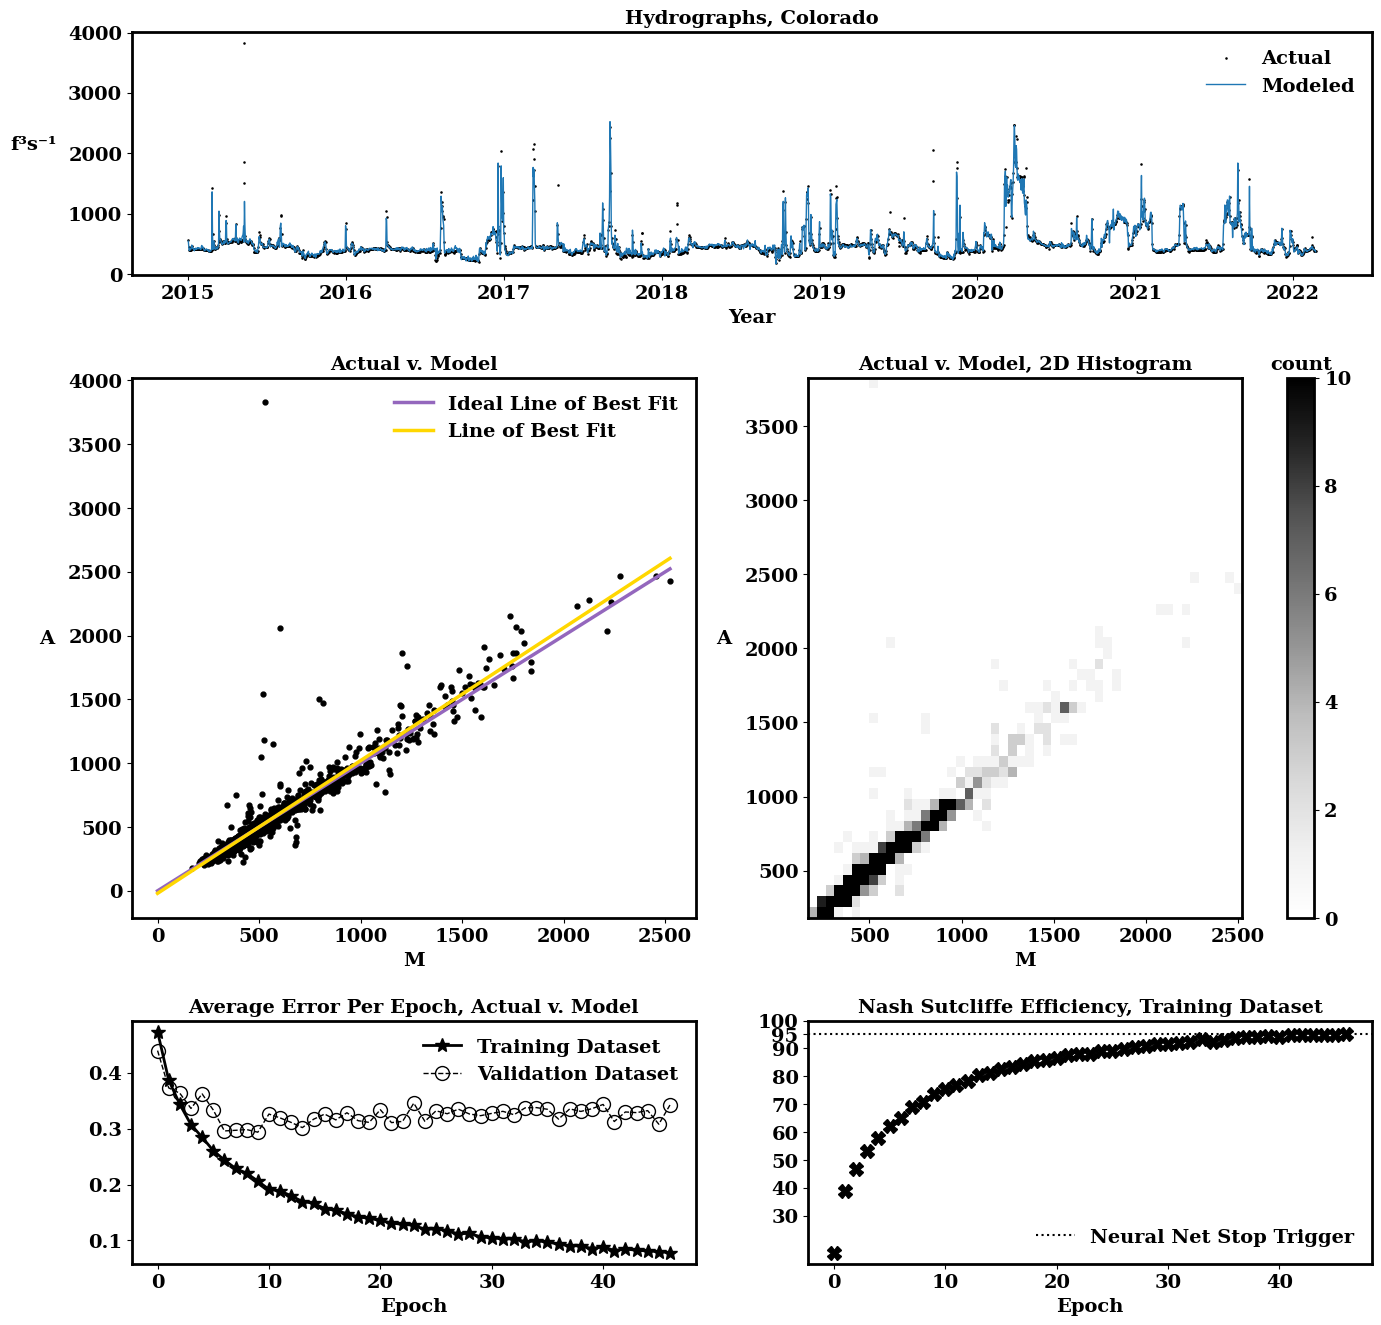 Hydrographs, Colorado
4000
3000
2000
1000
0
f³s⁻¹
Actual
Modeled
2015 2016 2017 2018 2019 2020 2021 2022
Year
Actual v. Model
4000
3500
3000
2500
2000
1500
1000
500
0
A
Ideal Line of Best Fit
Line of Best Fit
0 500 1000 1500 2000 2500
M
Actual v. Model, 2D Histogram
3500
3000
2500
2000
1500
1000
500
A
500 1000 1500 2000 2500
M
count
10
8
6
4
2
0
Average Error Per Epoch, Actual v. Model
0.4
0.3
0.2
0.1
Training Dataset
Validation Dataset
0 10 20 30 40
Epoch
Nash Sutcliffe Efficiency, Training Dataset
100
95
90
80
70
60
50
40
30
Neural Net Stop Trigger
0 10 20 30 40
Epoch